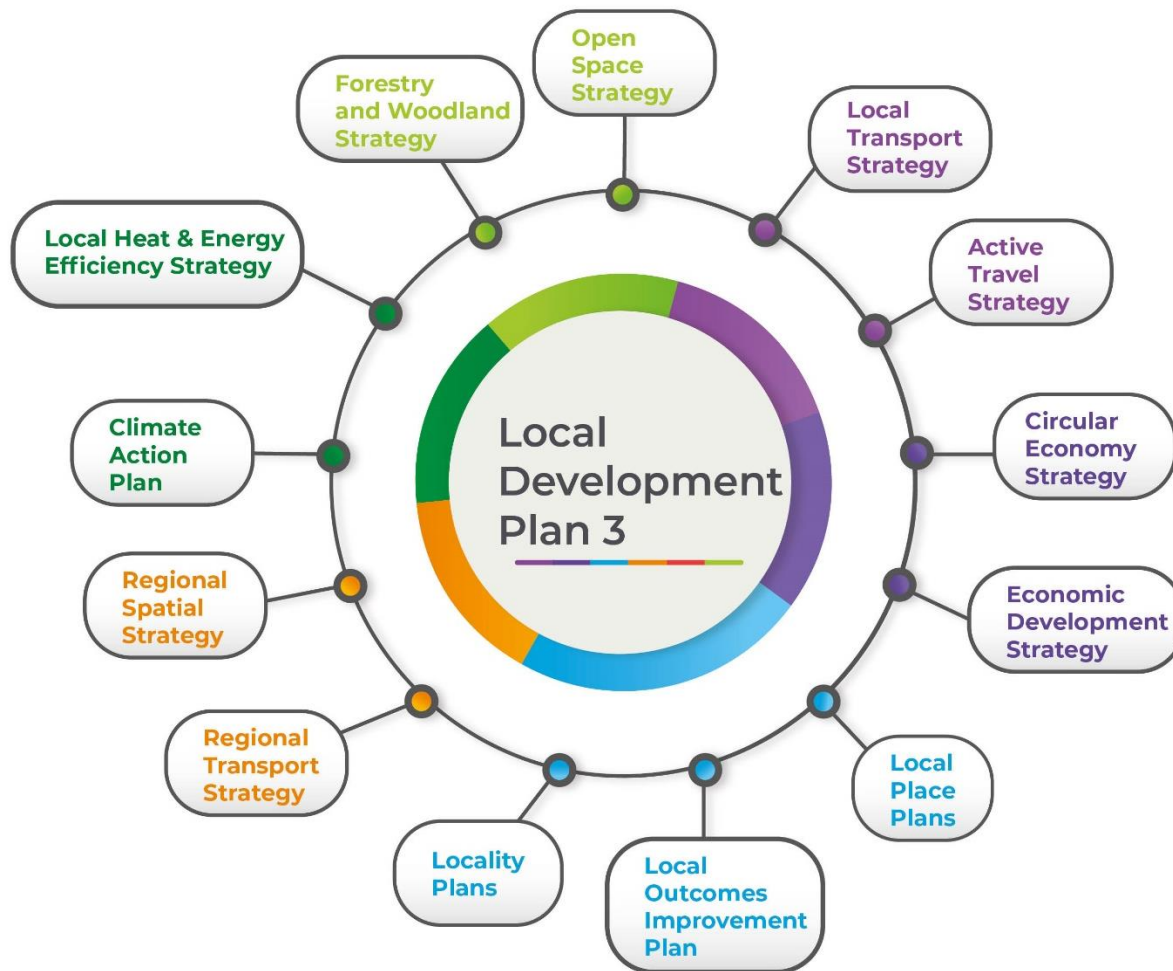 Open
Space
Strategy
Forestry
and Woodland
Strategy
Local
Transport
Strategy
Local Heat & Energy
Efficiency Strategy
Active
Travel
Strategy
Climate
Action
Plan
Local
Development
Plan 3
Circular
Economy
Strategy
Regional
Spatial
Strategy
Economic
Development
Strategy
Regional
Transport
Strategy
Local
Place
Plans
Locality
Plans
Local
Outcomes
Improvement
Plan